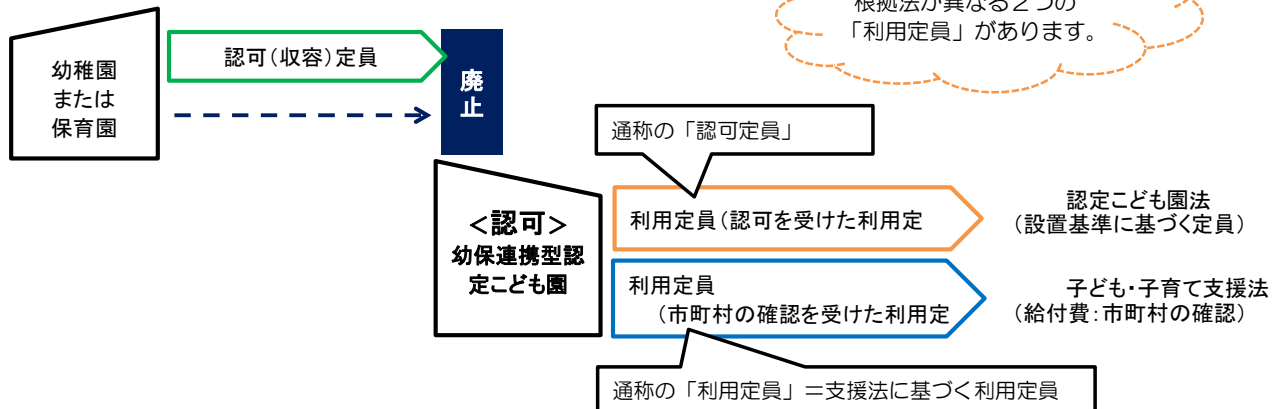 根拠法が異なる2つの
「利用定員」があります。
幼稚園
または
保育園
認可(収容)定員
廃
止
通称の「認可定員」
<認可>
幼保連携型認
定こども園
利用定員(認可を受けた利用定
認定こども園法
(設置基準に基づく定員)
利用定員
(市町村の確認を受けた利用定
子ども・子育て支援法
(給付費:市町村の確認)
通称の「利用定員」=支援法に基づく利用定員